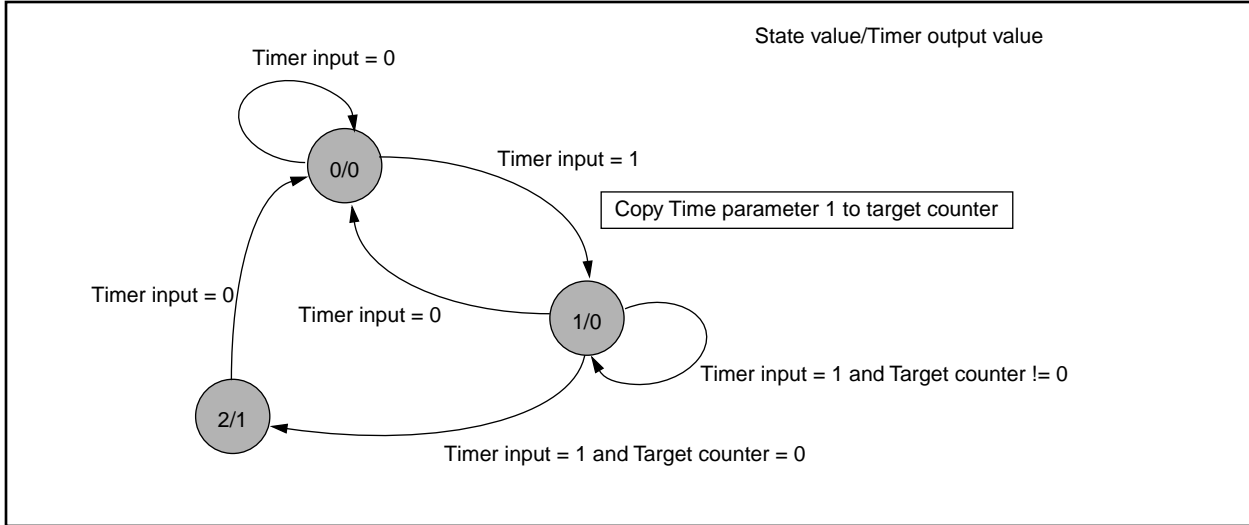 State value/Timer output value
Timer input = 0
0/0
Timer input = 1
Copy Time parameter 1 to target counter
Timer input = 0
Timer input = 0
1/0
Timer input = 1 and Target counter != 0
2/1
Timer input = 1 and Target counter = 0